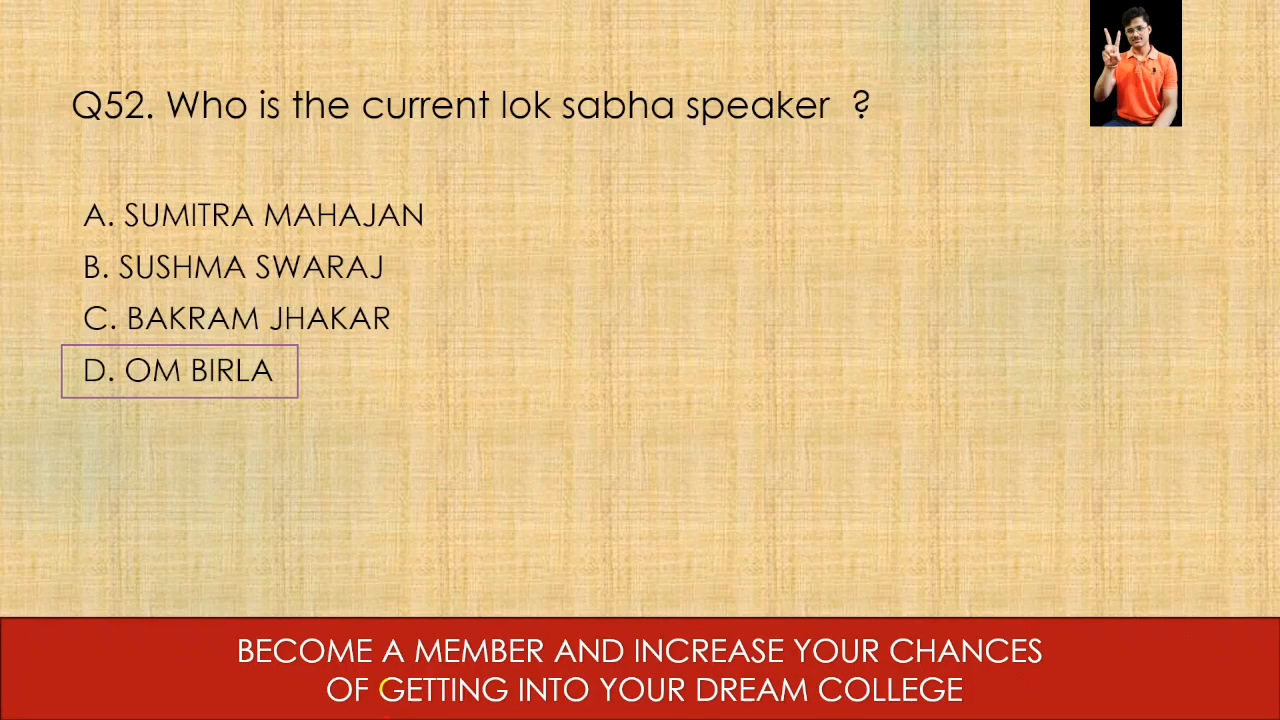 Q52. Who is the current lok sabha speaker ?
A. SUMITRA MAHAJAN
B. SUSHMA SWARAJ
C. BAKRAM JHAKAR
D. OM BIRLA
BECOME A MEMBER AND INCREASE YOUR CHANCES
OF GETTING INTO YOUR DREAM COLLEGE